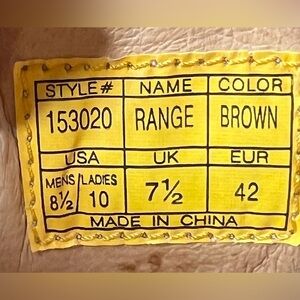 STYLE# NAME COLOR
153020 RANGE BROWN
USA UK EUR
MENS/LADIES
8½/10 7½ 42
MADE IN CHINA